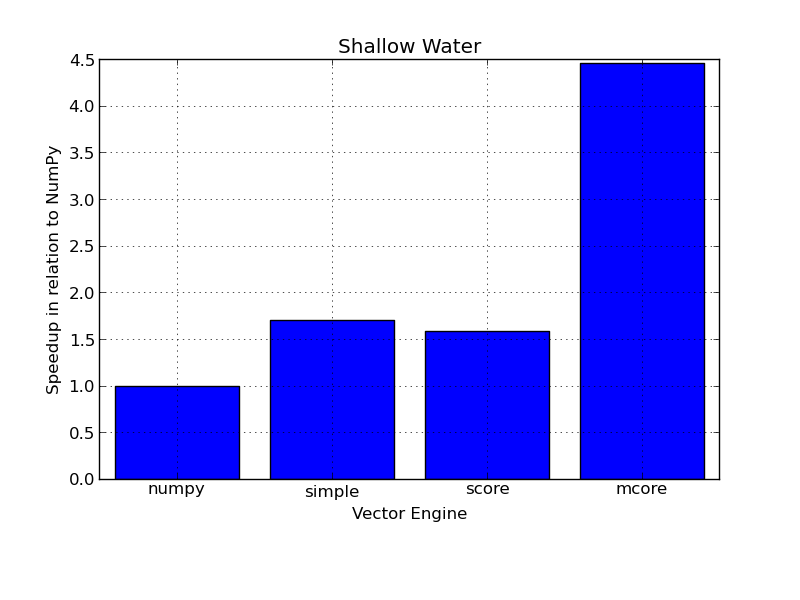 Shallow Water
4.5
4.0
3.5
3.0
2.5
2.0
1.5
1.0
0.5
0.0
Speedup in relation to NumPy
numpy simple score mcore
Vector Engine